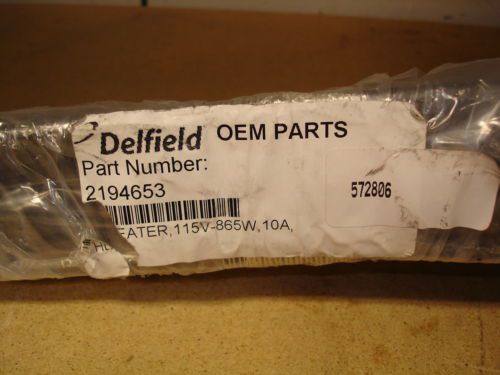 Delfield OEM PARTS
Part Number:
2194653
572806
EATER,115V-865W,10A,